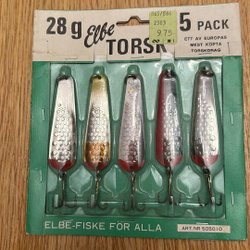 28 g Elbe 5 PACK
TORSK
ETT AV EUROPAS
MEST KÖPTA
TORSKDRAG
9.75
ELBE-FISKE FÖR ALLA
ART NR 505010